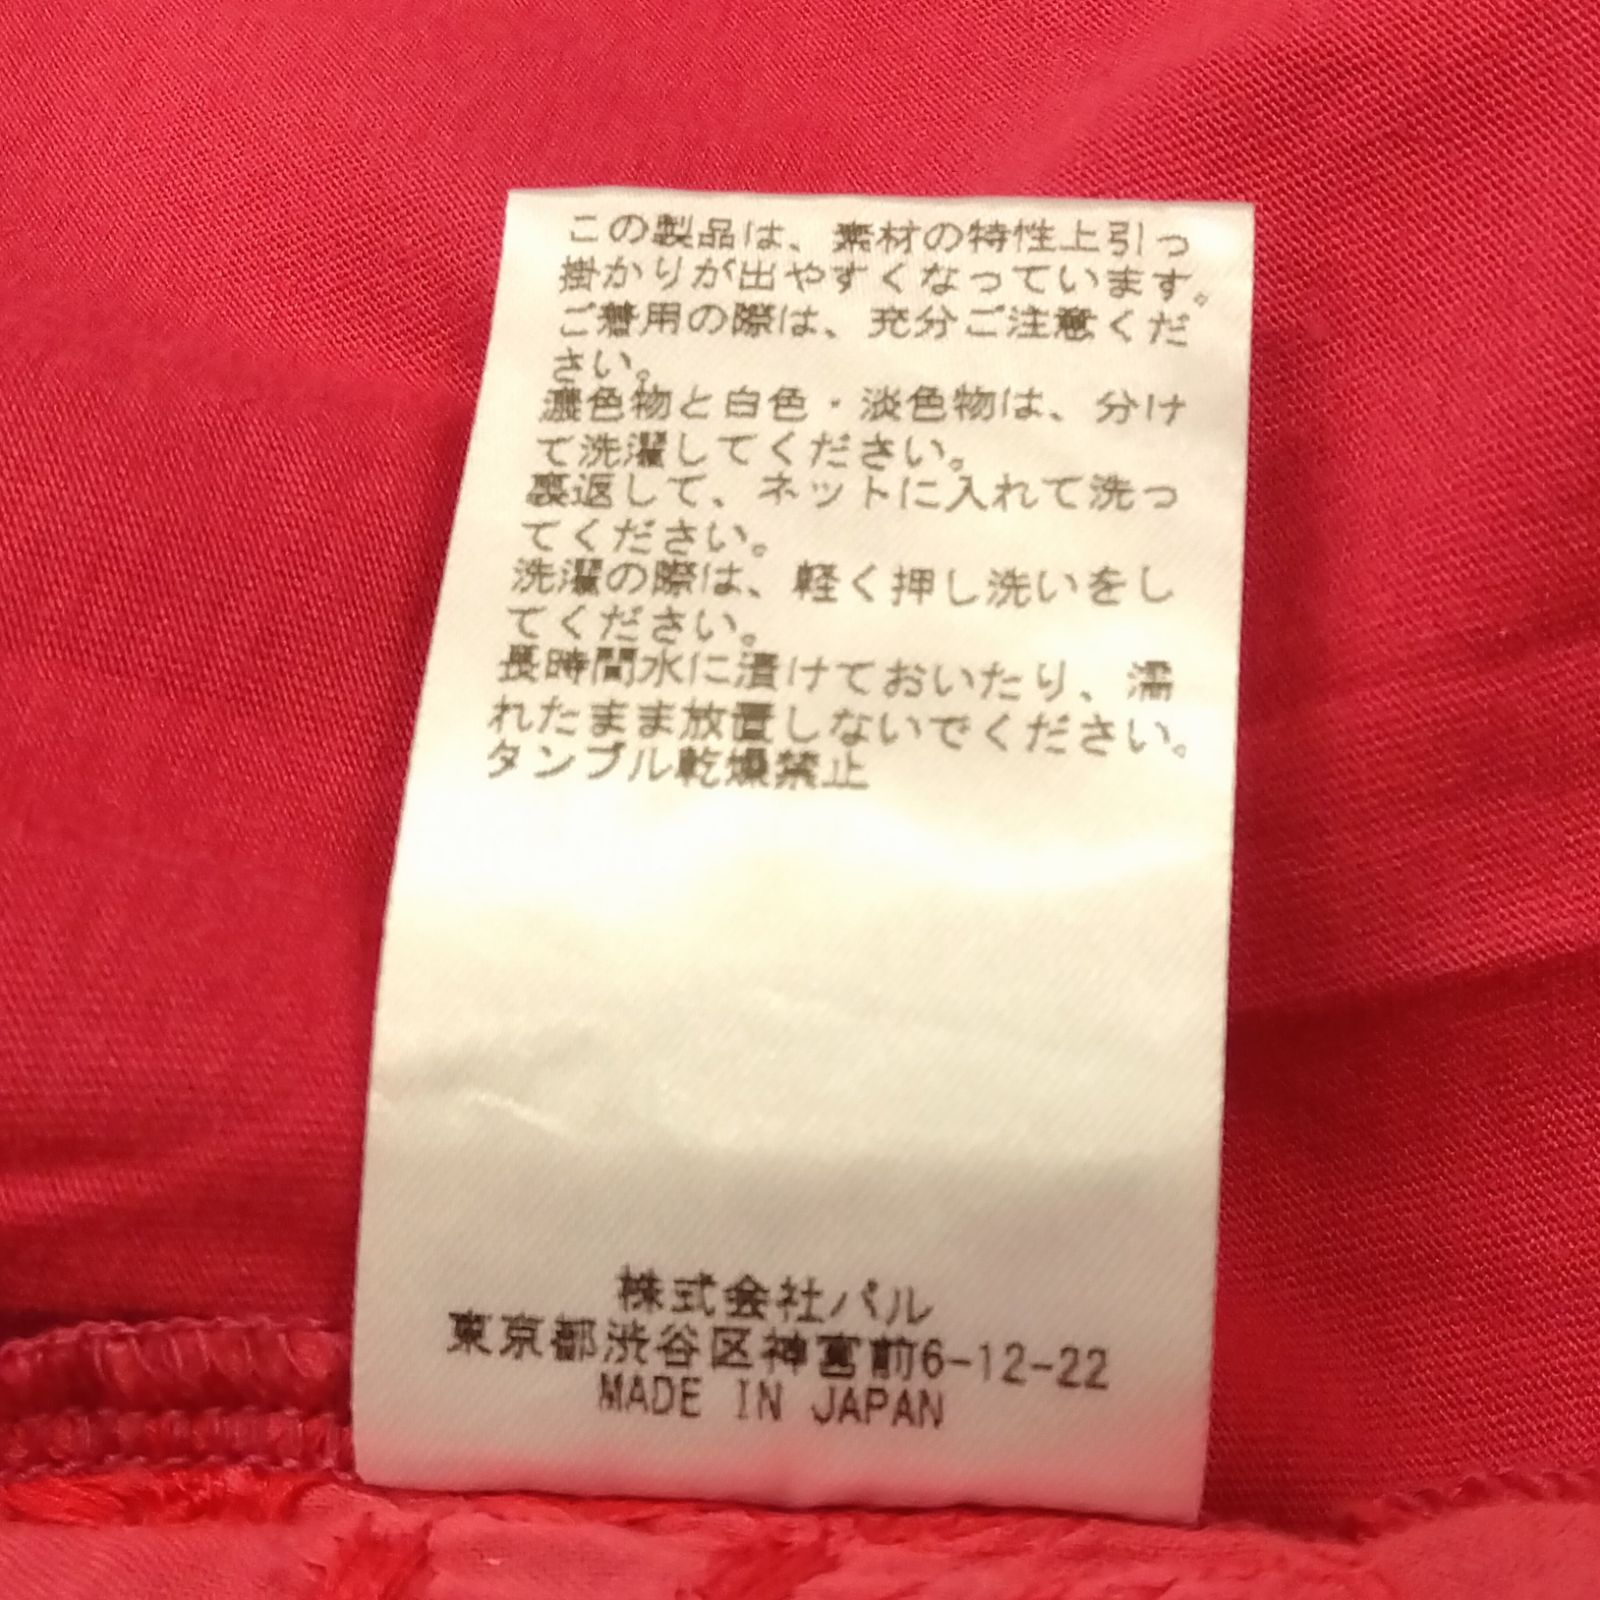 この製品は、素材の特性上引っ
掛かりが出やすくなっています。
ご着用の際は、充分ご注意くだ
さい。
濃色物と白色・淡色物は、分け
て洗濯してください。
裏返して、ネットに入れて洗っ
てください。
洗濯の際は、軽く押し洗いをし
てください。
長時間水に漬けておいたり、濡
れたまま放置しないでください。
タンブル乾燥禁止
株式会社パル
東京都渋谷区神宮前6-12-22
MADE IN JAPAN